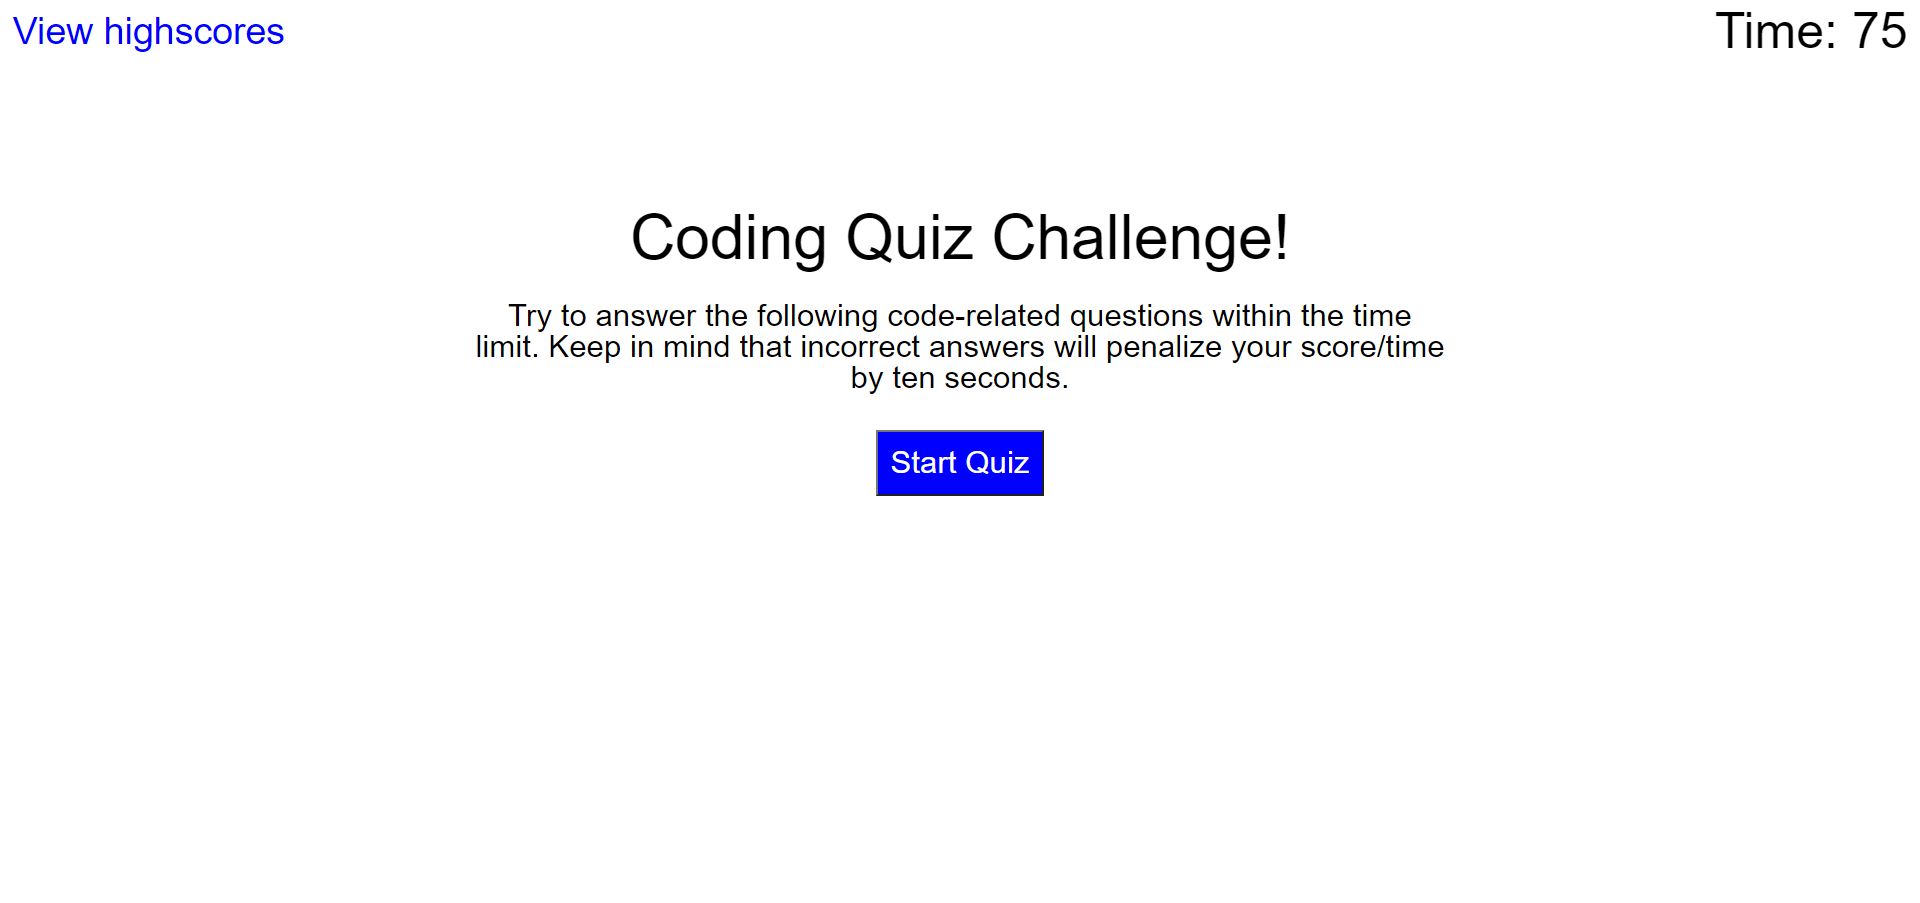 View highscores
Time: 75
Coding Quiz Challenge!
Try to answer the following code-related questions within the time
limit. Keep in mind that incorrect answers will penalize your score/time
by ten seconds.
Start Quiz